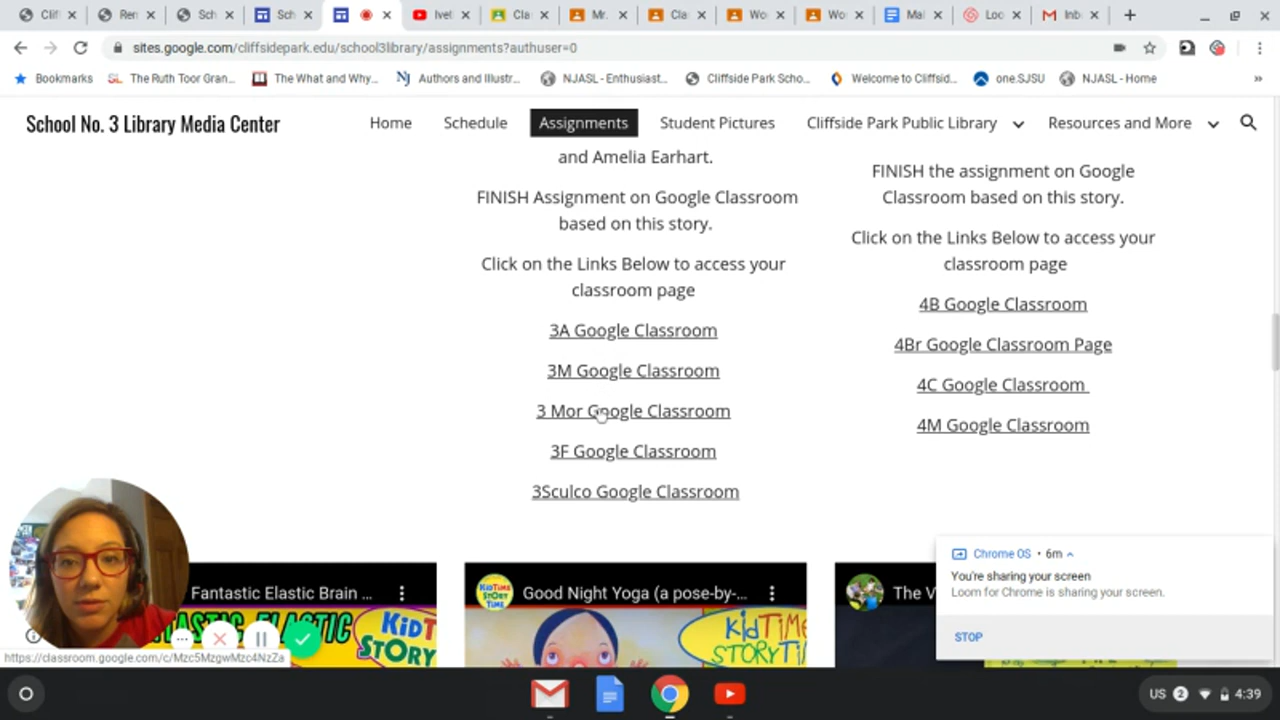 Cliff
Ren
Sch
Sch
Ivet
Cla
Mr.
Cla
Wo
Wo
Mai
Loo
Inb
sites.google.com/cliffsidepark.edu/school3library/assignments?authuser=0
Bookmarks
The Ruth Toor Gran...
The What and Why...
Authors and Illustr...
NJASL - Enthusiast...
Cliffside Park Scho...
Welcome to Cliffsid...
one.SJSU
NJASL - Home
»
School No. 3 Library Media Center
Home
Schedule
Assignments
Student Pictures
Cliffside Park Public Library
Resources and More
and Amelia Earhart.
FINISH Assignment on Google Classroom
based on this story.
Click on the Links Below to access your
classroom page
3A Google Classroom
3M Google Classroom
3 Mor Google Classroom
3F Google Classroom
3Sculco Google Classroom
FINISH the assignment on Google
Classroom based on this story.
Click on the Links Below to access your
classroom page
4B Google Classroom
4Br Google Classroom Page
4C Google Classroom
4M Google Classroom
Fantastic Elastic Brain ...
ELASTIC
KiDT
STORY
KiDTiME
STORY
TiME
Good Night Yoga (a pose-by-...
KidTiM
STORYTi
The V
Chrome OS • 6m
You're sharing your screen
Loom for Chrome is sharing your screen.
STOP
https://classroom.google.com/c/Mzc5MzgwMzc4NzZa
US 2 4:39